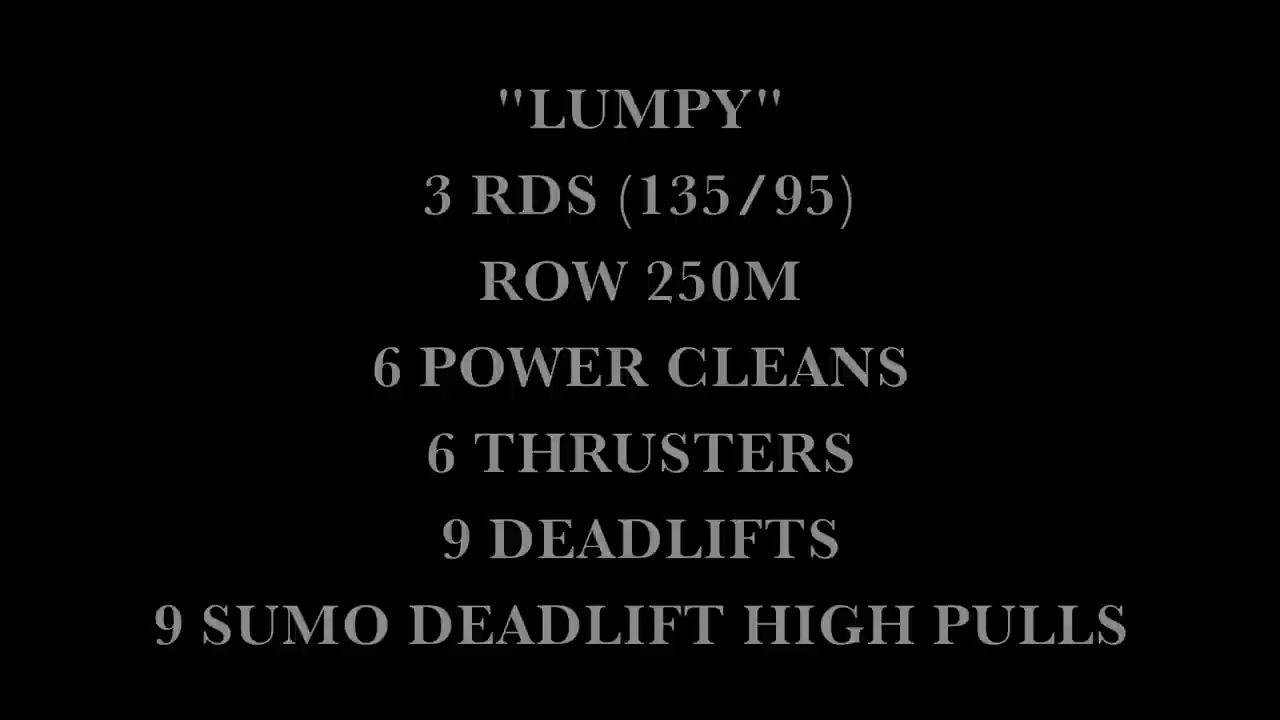 "LUMPY"
3 RDS (135/95)
ROW 250M
6 POWER CLEANS
6 THRUSTERS
9 DEADLIFTS
9 SUMO DEADLIFT HIGH PULLS